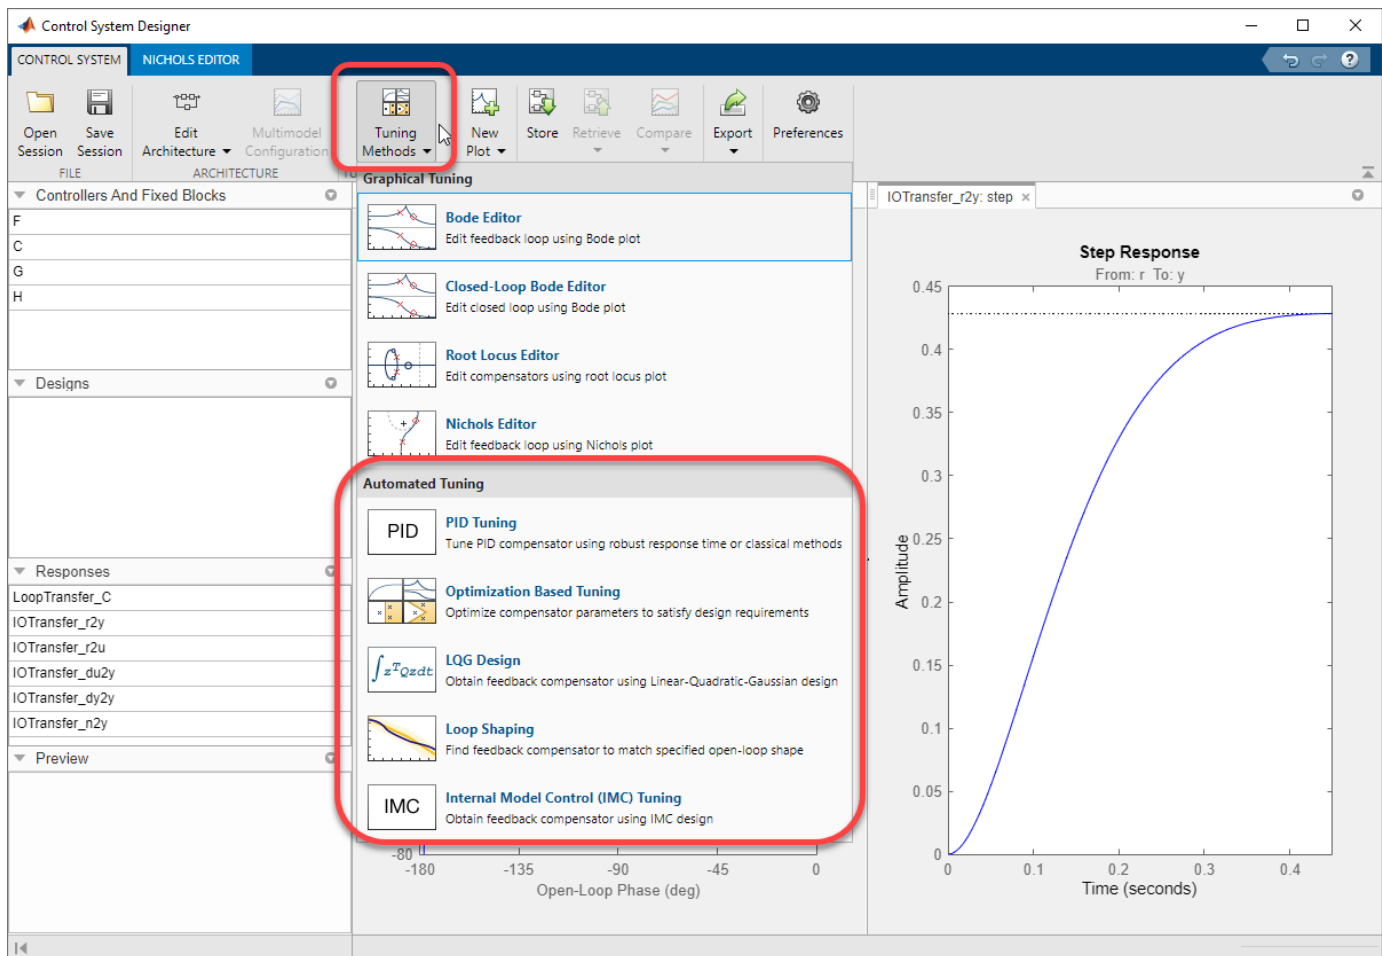 Control System Designer
CONTROL SYSTEM
NICHOLS EDITOR
?
Open Session
Save Session
Edit Architecture
Multimodel Configuration
Tuning Methods
New Plot
Store
Retrieve
Compare
Export
Preferences
FILE
ARCHITECTURE
Controllers And Fixed Blocks
F
C
G
H
Designs
Responses
LoopTransfer_C
IOTransfer_r2y
IOTransfer_r2u
IOTransfer_du2y
IOTransfer_dy2y
IOTransfer_n2y
Preview
Graphical Tuning
Bode Editor
Edit feedback loop using Bode plot
Closed-Loop Bode Editor
Edit closed loop using Bode plot
Root Locus Editor
Edit compensators using root locus plot
Nichols Editor
Edit feedback loop using Nichols plot
Automated Tuning
PID
PID Tuning
Tune PID compensator using robust response time or classical methods
Optimization Based Tuning
Optimize compensator parameters to satisfy design requirements
∫zᵀQzdt
LQG Design
Obtain feedback compensator using Linear-Quadratic-Gaussian design
Loop Shaping
Find feedback compensator to match specified open-loop shape
IMC
Internal Model Control (IMC) Tuning
Obtain feedback compensator using IMC design
-80
-180 -135 -90 -45 0
Open-Loop Phase (deg)
IOTransfer_r2y: step
Step Response
From: r To: y
0.45
0.4
0.35
0.3
0.25
0.2
0.15
0.1
0.05
0
Amplitude
0 0.1 0.2 0.3 0.4
Time (seconds)